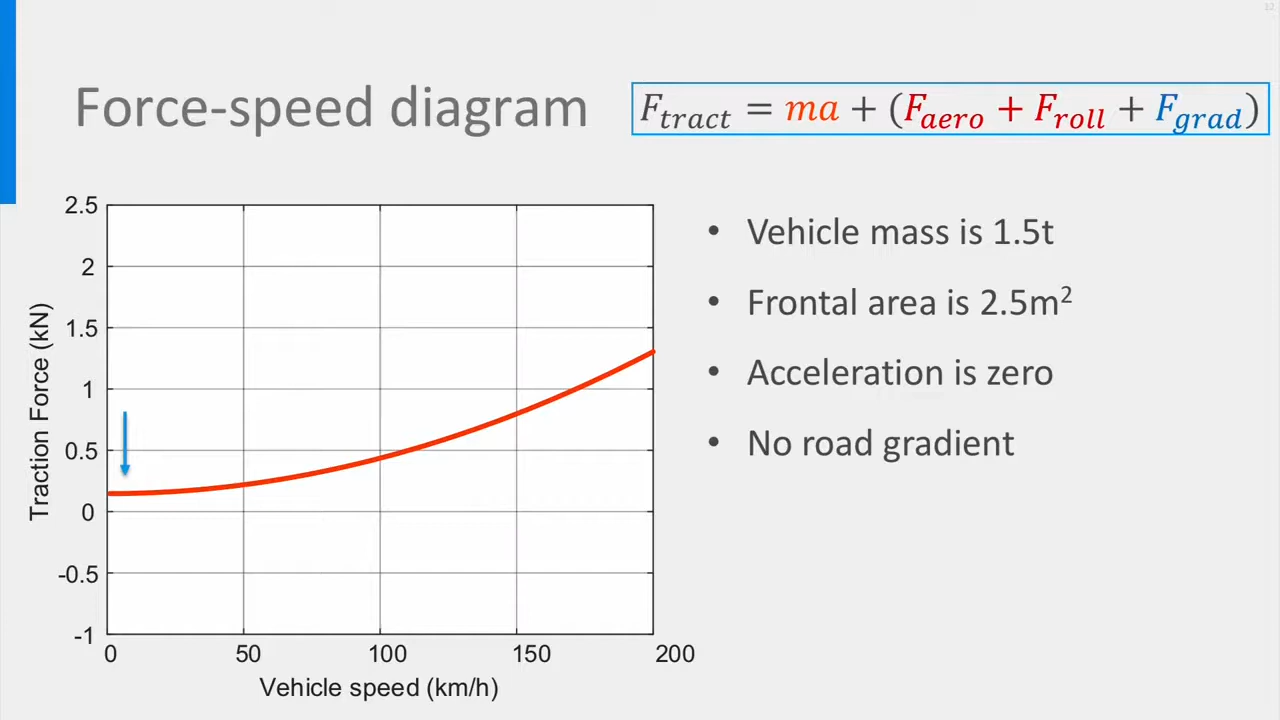 12
Force-speed diagram
F_tract = ma + (F_aero + F_roll + F_grad)
2.5
2
1.5
1
0.5
0
-0.5
-1
Traction Force (kN)
0 50 100 150 200
Vehicle speed (km/h)
• Vehicle mass is 1.5t
• Frontal area is 2.5m²
• Acceleration is zero
• No road gradient